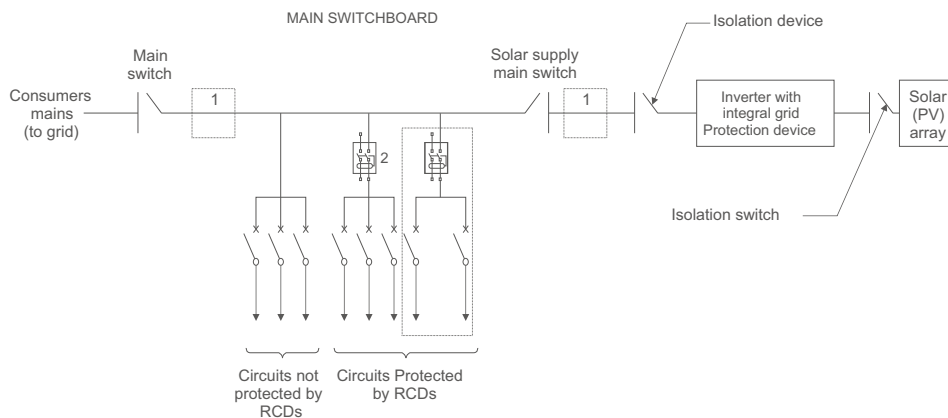 MAIN SWITCHBOARD
Isolation device
Main
switch
Solar supply
main switch
Consumers
mains
(to grid)
1
1
Inverter with
integral grid
Protection device
Solar
(PV)
array
2
Isolation switch
Circuits not
protected by
RCDs
Circuits Protected
by RCDs